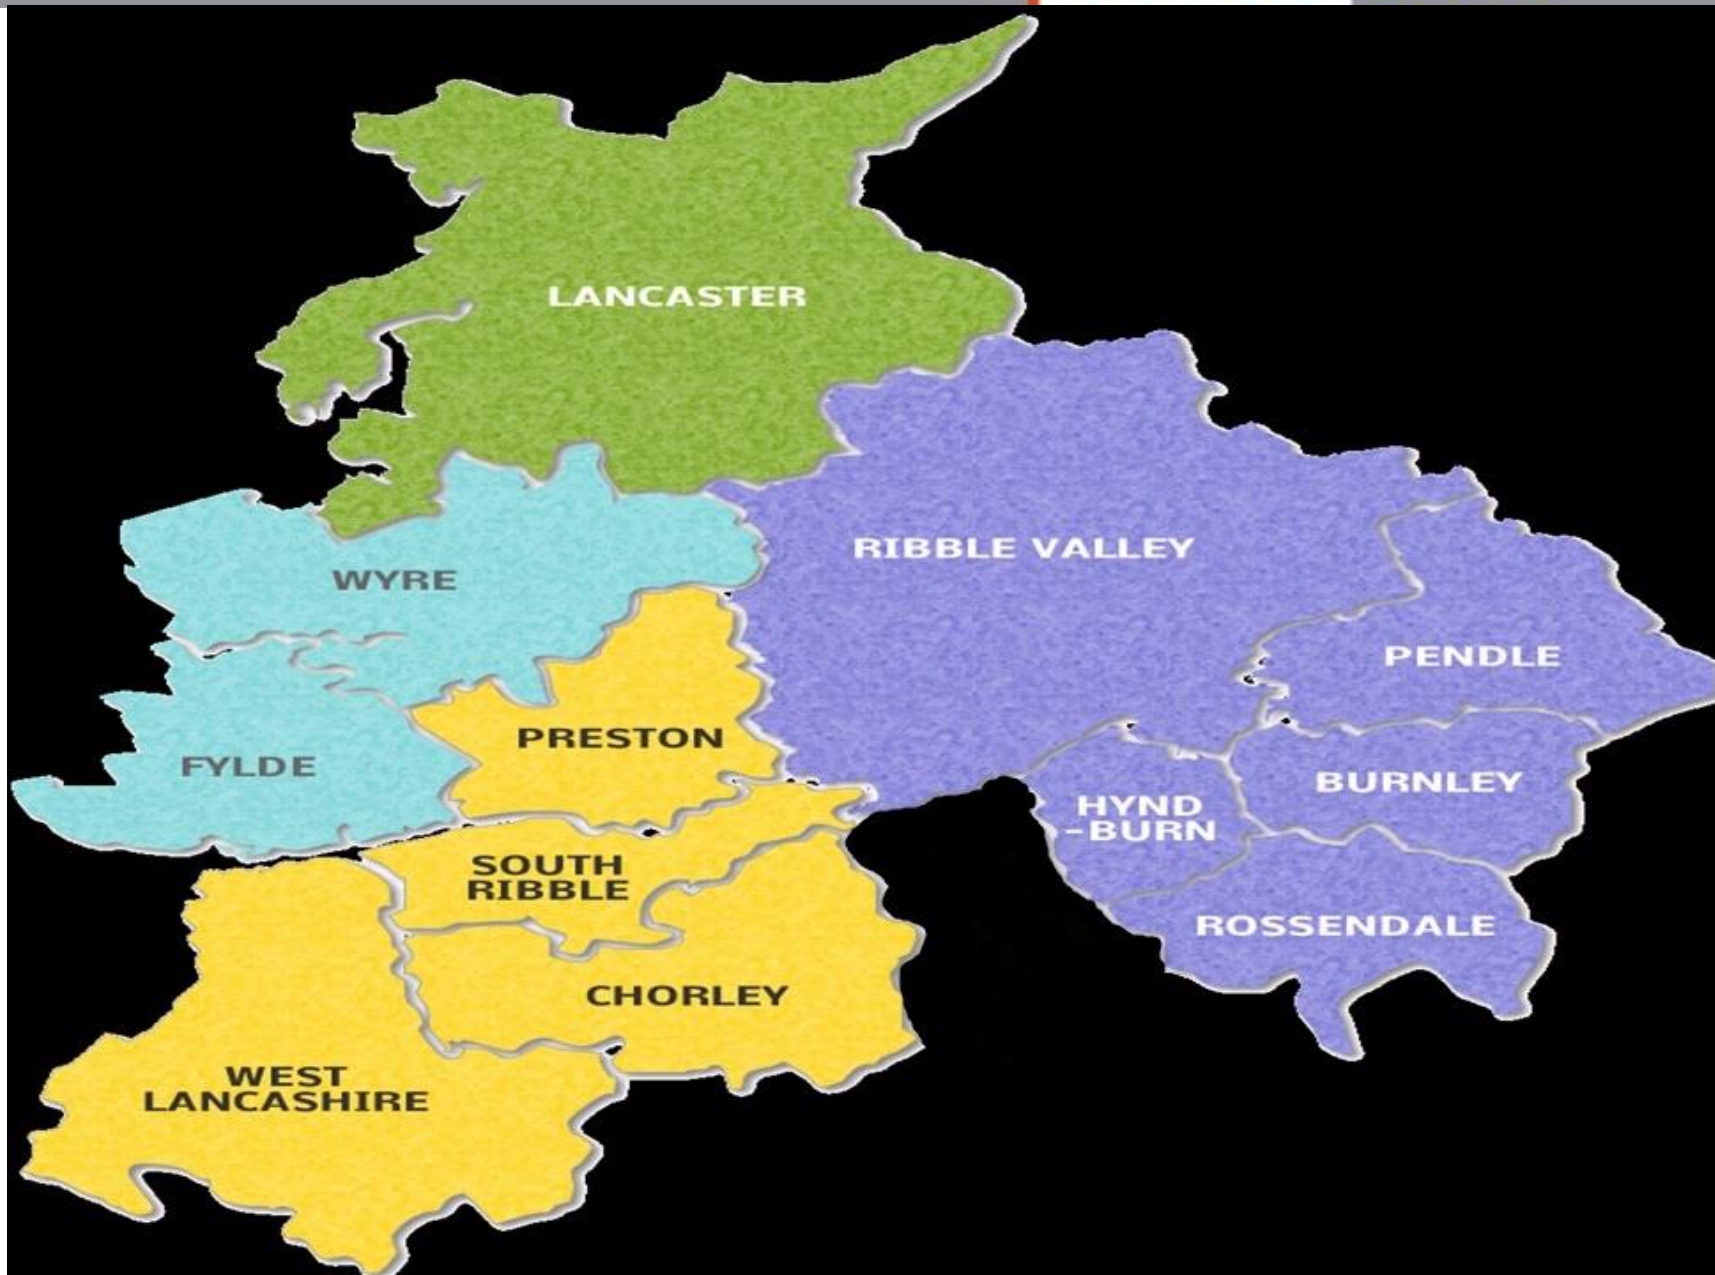 LANCASTER
RIBBLE VALLEY
WYRE
PENDLE
PRESTON
FYLDE
BURNLEY
HYND
-BURN
SOUTH
RIBBLE
ROSSENDALE
CHORLEY
WEST
LANCASHIRE